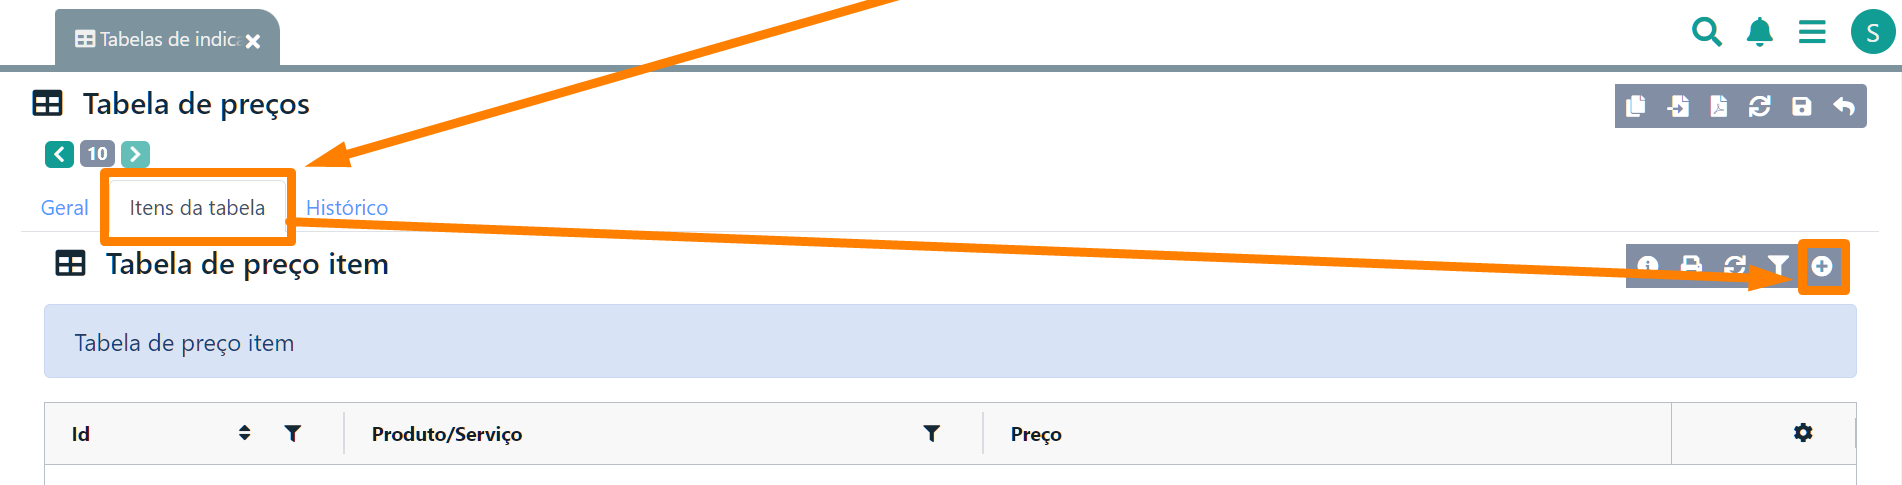 Tabelas de indica
S
Tabela de preços
10
Geral Itens da tabela Histórico
Tabela de preço item
Tabela de preço item
Id Produto/Serviço Preço